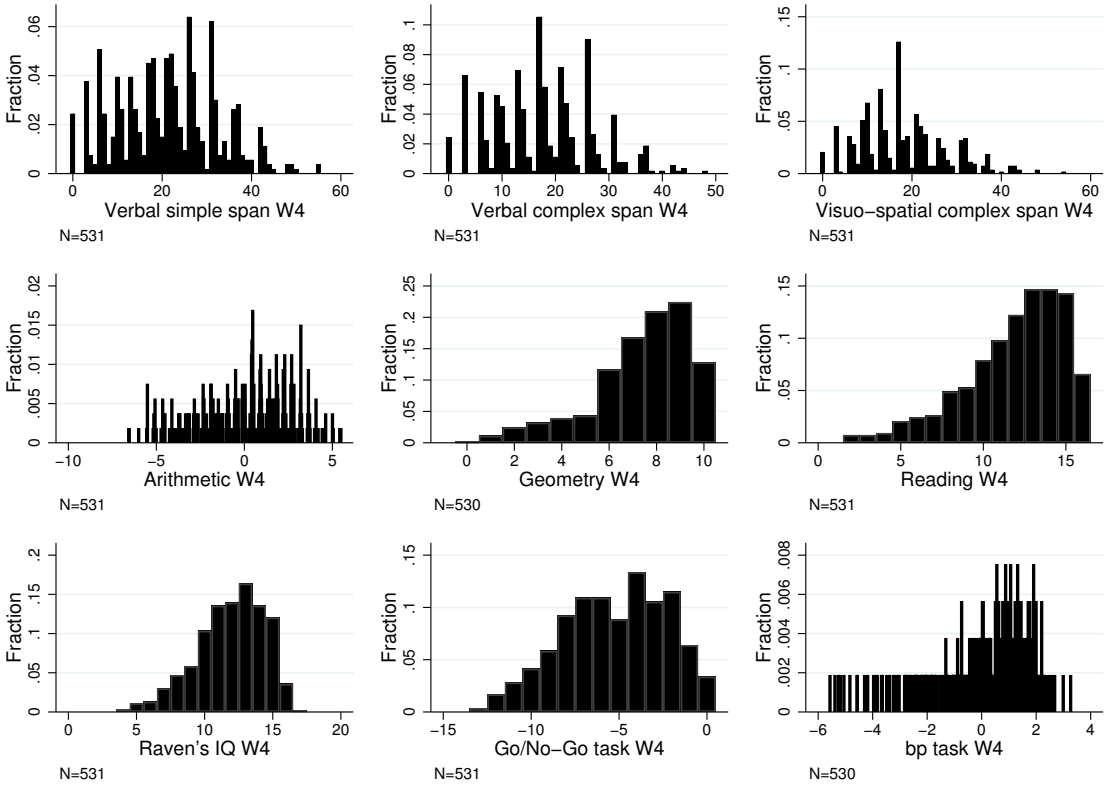 Fraction
0 .02 .04 .06
0 20 40 60
Verbal simple span W4
N=531
Fraction
0 .02 .04 .06 .08 .1
0 10 20 30 40 50
Verbal complex span W4
N=531
Fraction
0 .05 .1 .15
0 20 40 60
Visuo−spatial complex span W4
N=531
Fraction
0 .005 .01 .015 .02
−10 −5 0 5
Arithmetic W4
N=531
Fraction
0 .05 .1 .15 .2 .25
0 2 4 6 8 10
Geometry W4
N=530
Fraction
0 .05 .1 .15
0 5 10 15
Reading W4
N=531
Fraction
0 .05 .1 .15 .2
0 5 10 15 20
Raven's IQ W4
N=531
Fraction
0 .05 .1 .15
−15 −10 −5 0
Go/No−Go task W4
N=531
Fraction
0 .002 .004 .006 .008
−6 −4 −2 0 2 4
bp task W4
N=530